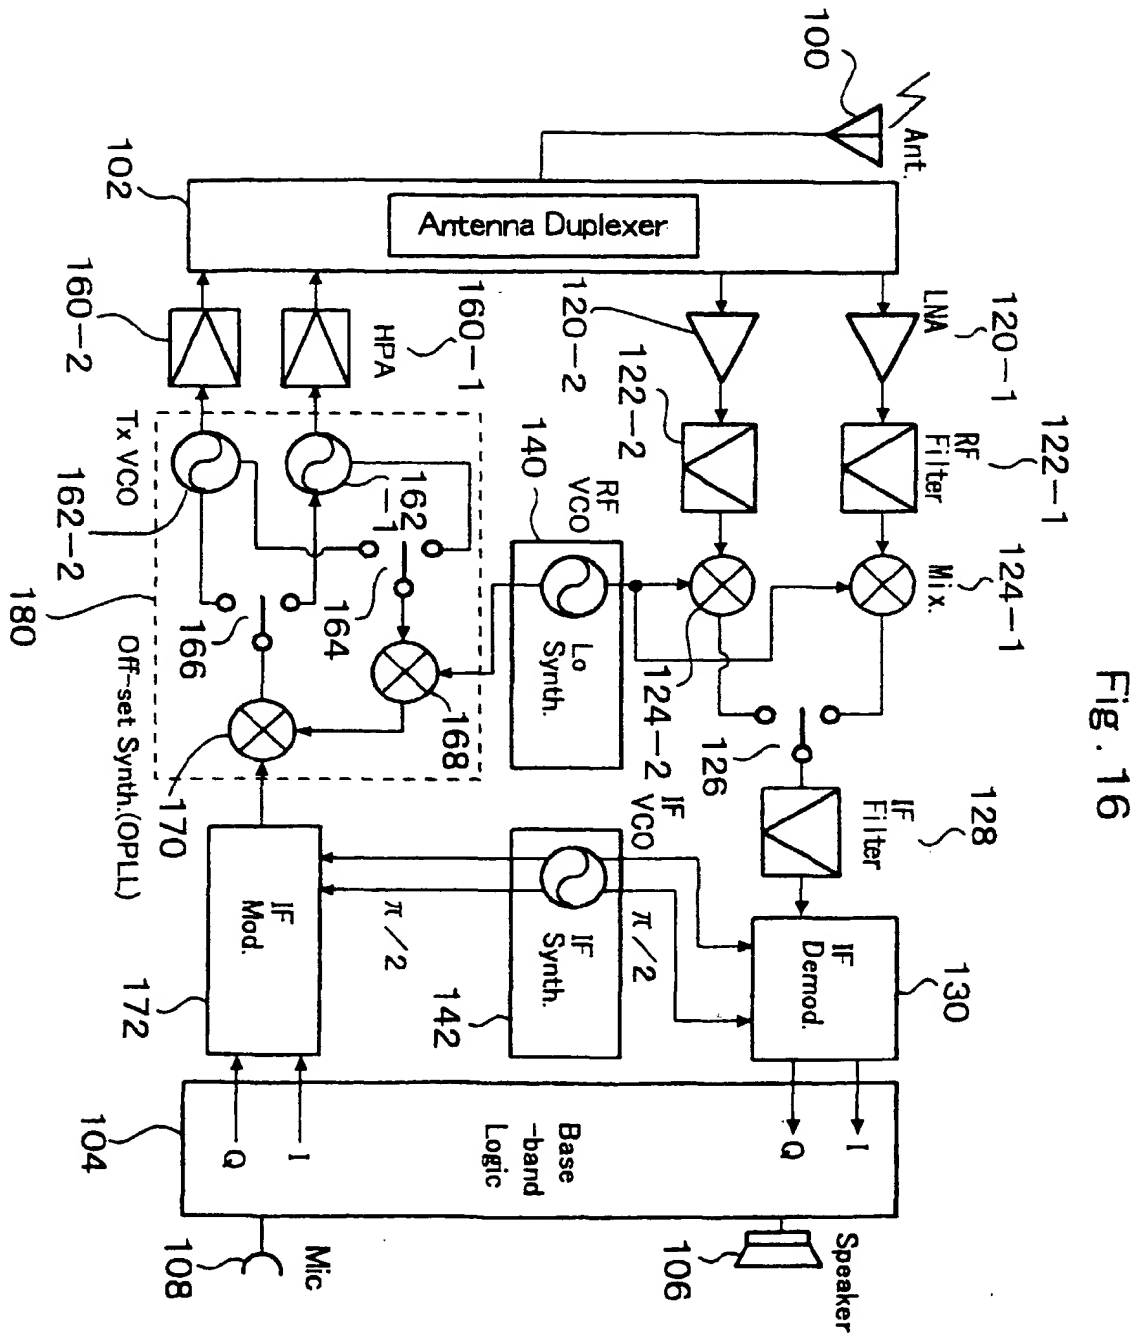 Fig. 16
100
Ant.
102
Antenna Duplexer
LNA
120-1
120-2
RF
Filter
122-1
122-2
Mix.
124-1
124-2
126
IF
Filter
128
IF
Demod.
130
I
Q
140
RF
VCO
Lo
Synth.
IF
VCO
IF
Synth.
142
π/2
π/2
HPA
160-1
160-2
Tx VCO
162
-1
162-2
164
166
168
170
180
Off-set Synth.(OPLL)
IF
Mod.
172
I
Q
Base
-band
Logic
104
Speaker
106
Mic
108